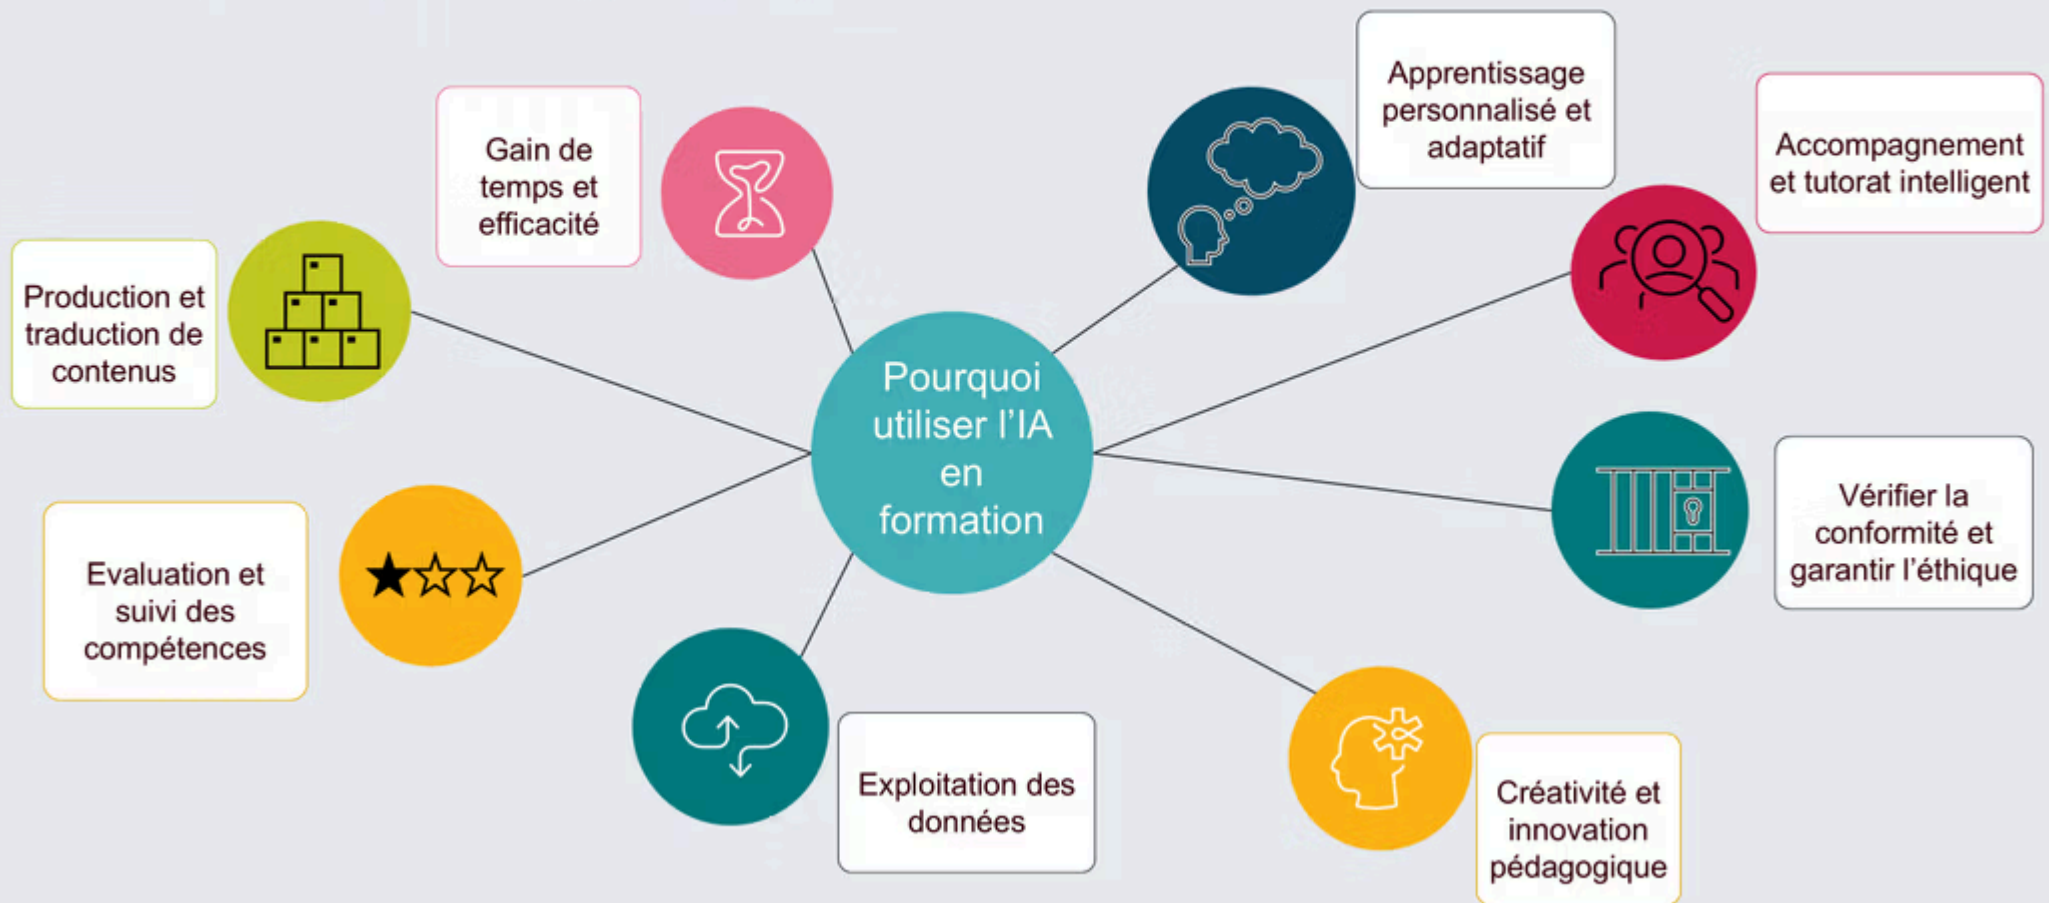 Pourquoi
utiliser l'IA
en
formation
Gain de
temps et
efficacité
Apprentissage
personnalisé et
adaptatif
Accompagnement
et tutorat intelligent
Vérifier la
conformité et
garantir l'éthique
Créativité et
innovation
pédagogique
Exploitation des
données
Evaluation et
suivi des
compétences
Production et
traduction de
contenus